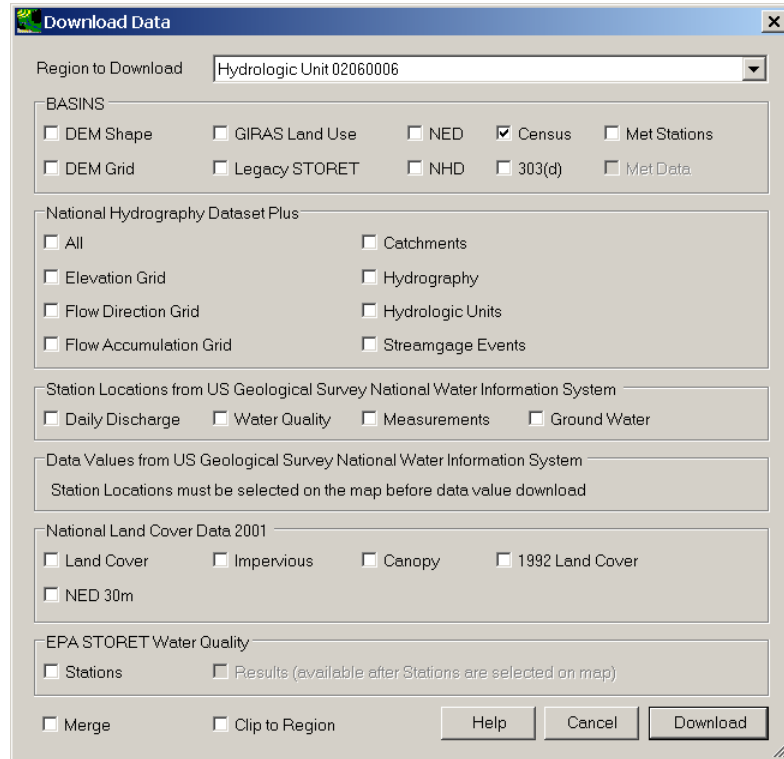 Download Data
Region to Download Hydrologic Unit 02060006
BASINS
DEM Shape GIRAS Land Use NED Census Met Stations
DEM Grid Legacy STORET NHD 303(d) Met Data
National Hydrography Dataset Plus
All Catchments
Elevation Grid Hydrography
Flow Direction Grid Hydrologic Units
Flow Accumulation Grid Streamgage Events
Station Locations from US Geological Survey National Water Information System
Daily Discharge Water Quality Measurements Ground Water
Data Values from US Geological Survey National Water Information System
Station Locations must be selected on the map before data value download
National Land Cover Data 2001
Land Cover Impervious Canopy 1992 Land Cover
NED 30m
EPA STORET Water Quality
Stations Results (available after Stations are selected on map)
Merge Clip to Region Help Cancel Download